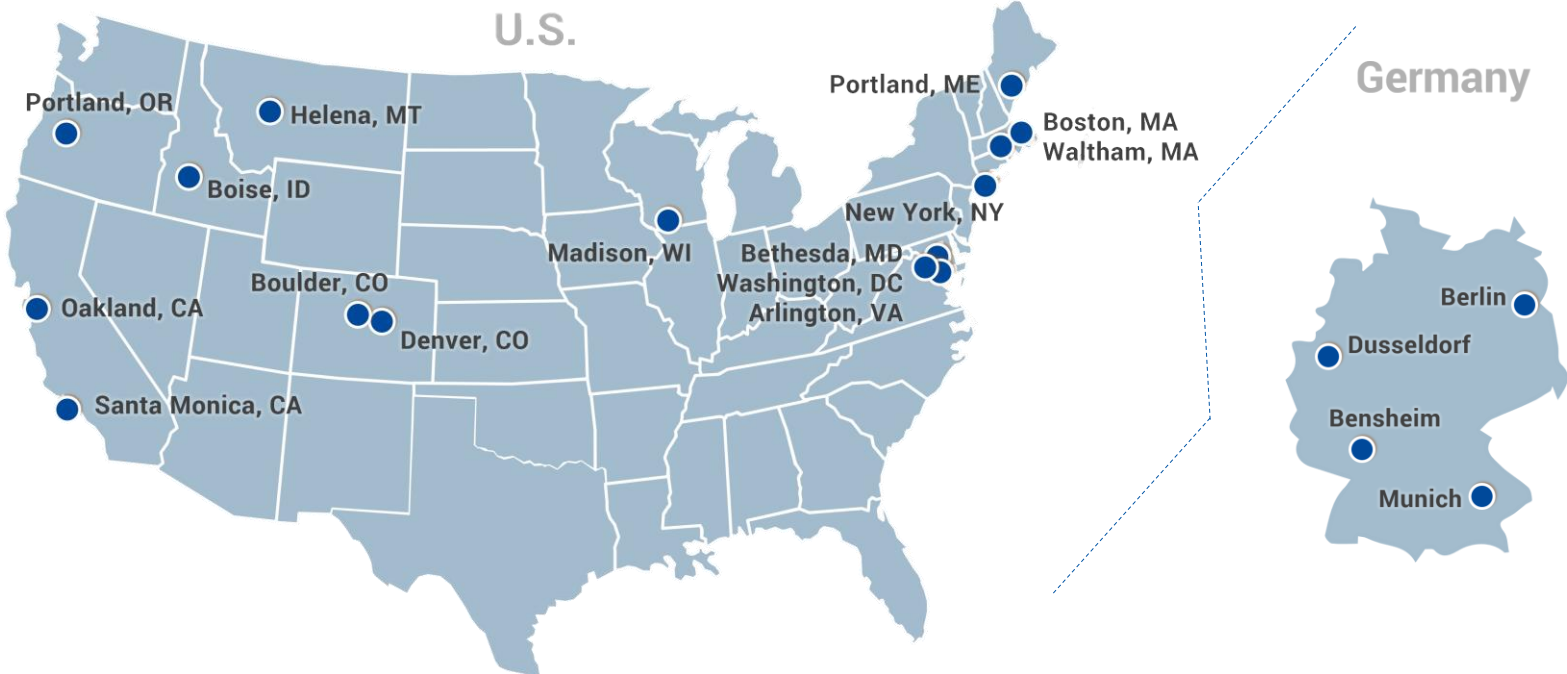 U.S.
Germany
Portland, OR
Helena, MT
Boise, ID
Portland, ME
Boston, MA
Waltham, MA
New York, NY
Madison, WI
Bethesda, MD
Washington, DC
Arlington, VA
Boulder, CO
Denver, CO
Oakland, CA
Santa Monica, CA
Berlin
Dusseldorf
Bensheim
Munich